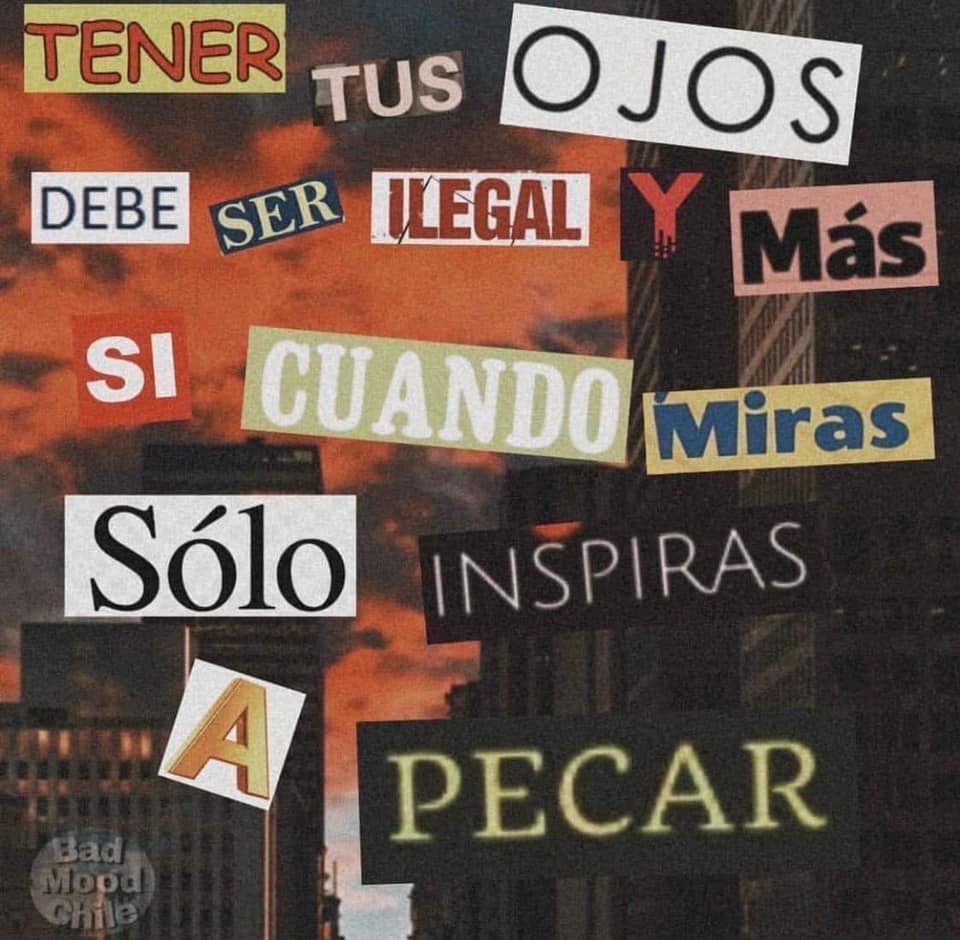 TENER TUS OJOS
DEBE SER ILEGAL Y Más
SI CUANDO Miras
Sólo INSPIRAS
A PECAR
Bad
Mood
Chile